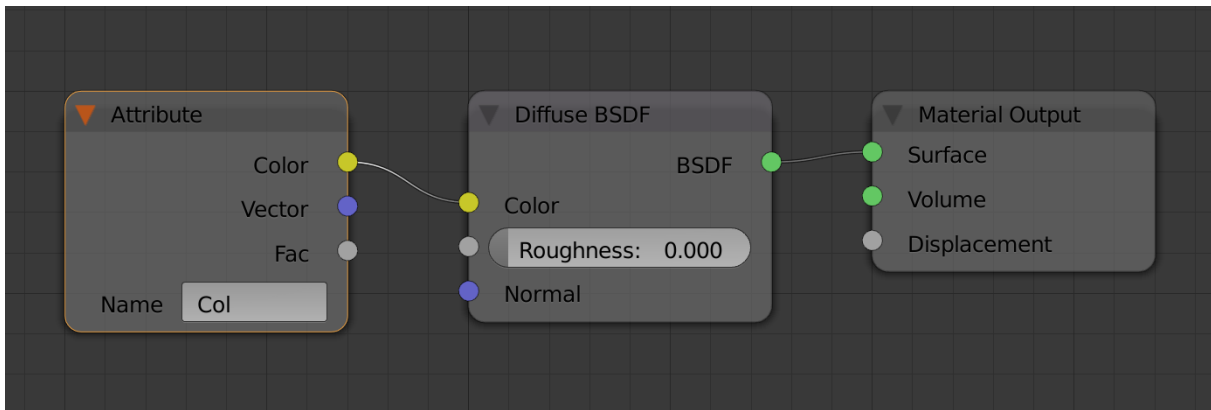 Attribute
Color
Vector
Fac
Name Col
Diffuse BSDF
BSDF
Color
Roughness: 0.000
Normal
Material Output
Surface
Volume
Displacement